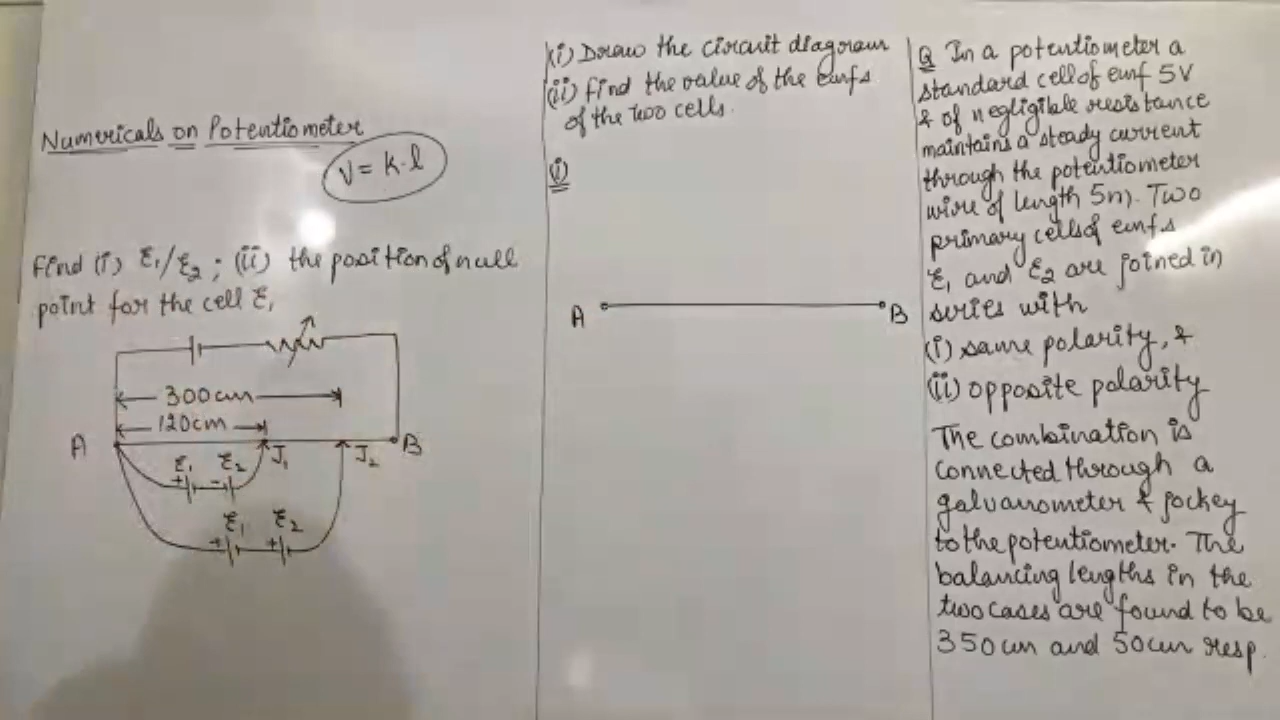 Numericals on Potentiometer
V = K·l
Find (i) ε₁/ε₂ ; (ii) the position of null
point for the cell ε₁
300cm
120cm
A
B
J₁
J₂
ε₁ ε₂
+ -
ε₁ ε₂
+ +
(i) Draw the circuit diagram
(ii) find the value of the emfs
of the two cells.
(i)
A
B
Q In a potentiometer a
standard cell of emf 5V
& of negligible resistance
maintains a steady current
through the potentiometer
wire of length 5m. Two
primary cells of emfs
ε₁ and ε₂ are joined in
series with
(i) same polarity, &
(ii) opposite polarity
The combination is
connected through a
galvanometer & jockey
to the potentiometer. The
balancing lengths in the
two cases are found to be
350cm and 50cm resp.